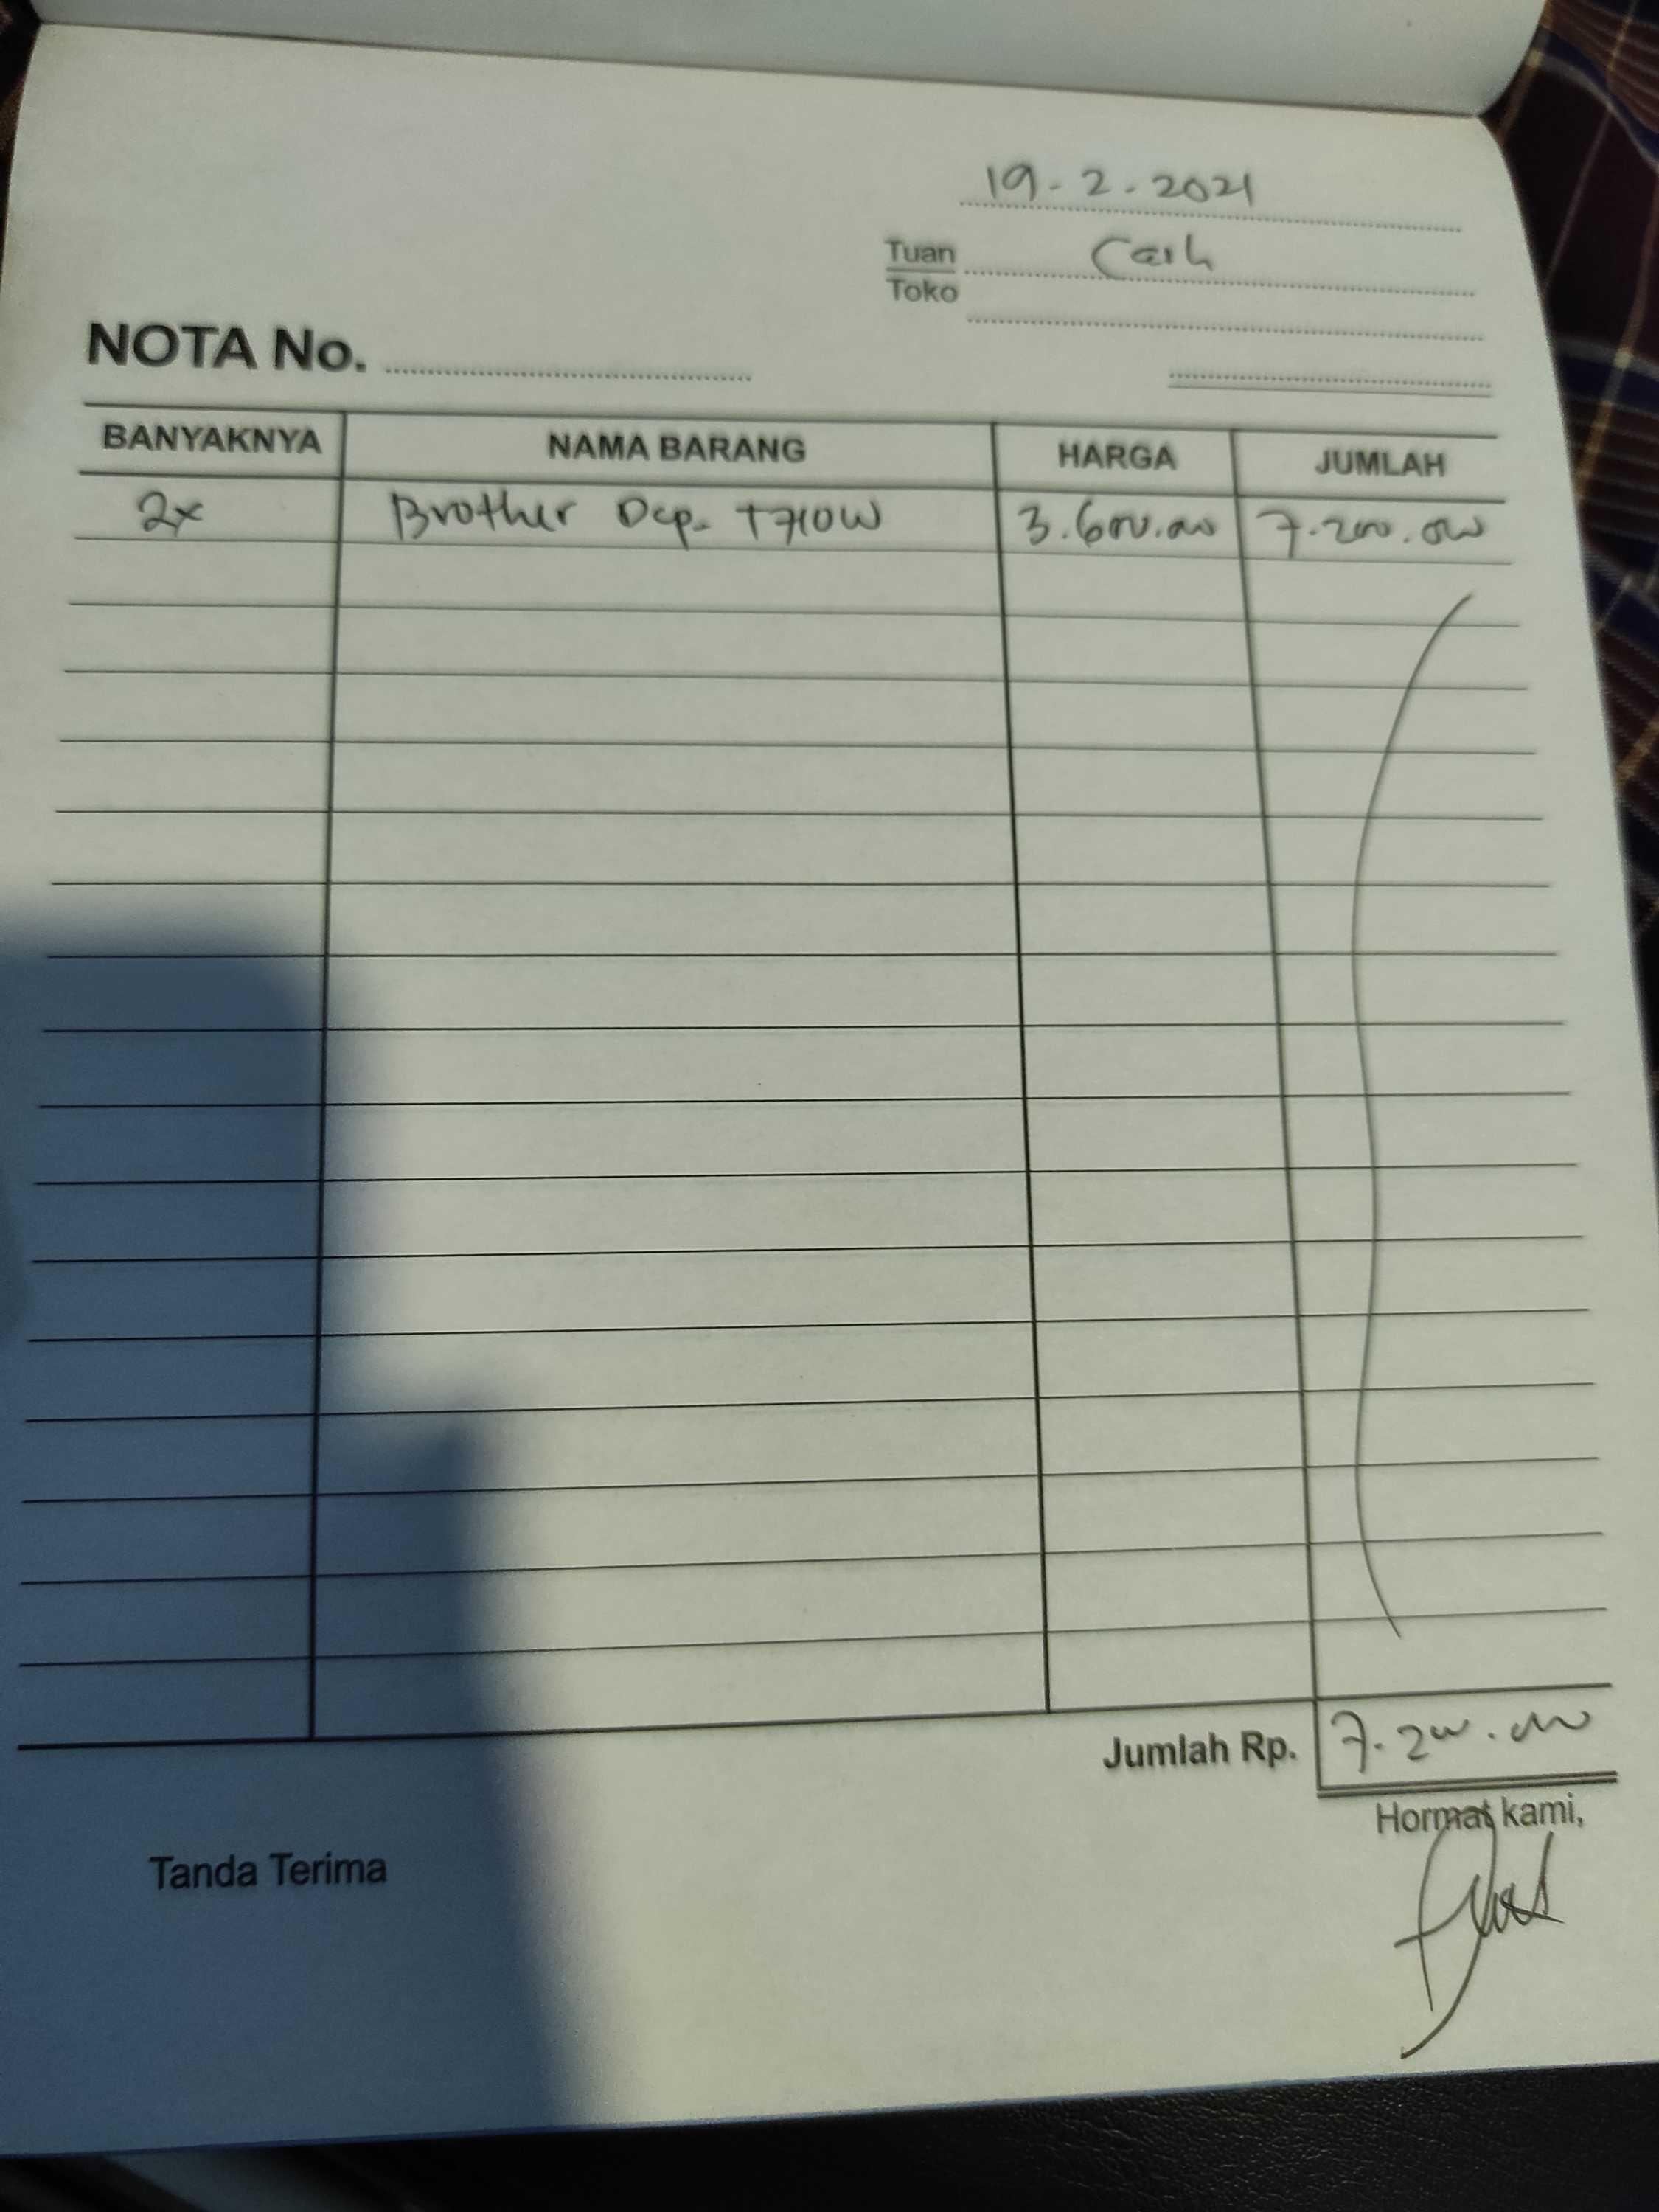 19-2-2021
Tuan Cash
Toko
NOTA No.
BANYAKNYA NAMA BARANG HARGA JUMLAH
2x Brother Dcp- T710W 3.600.000 7.200.000
Jumlah Rp. 7.200.000
Hormat kami,
Tanda Terima